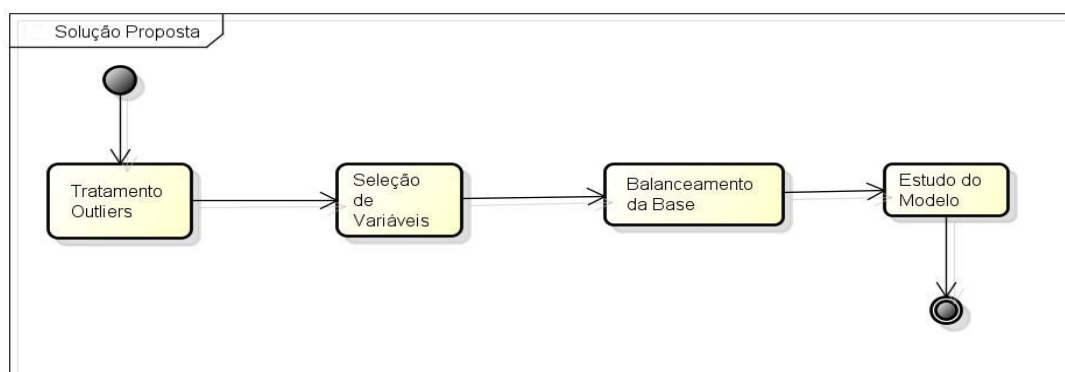 Solução Proposta
Tratamento
Outliers
Seleção
de
Variáveis
Balanceamento
da Base
Estudo do
Modelo